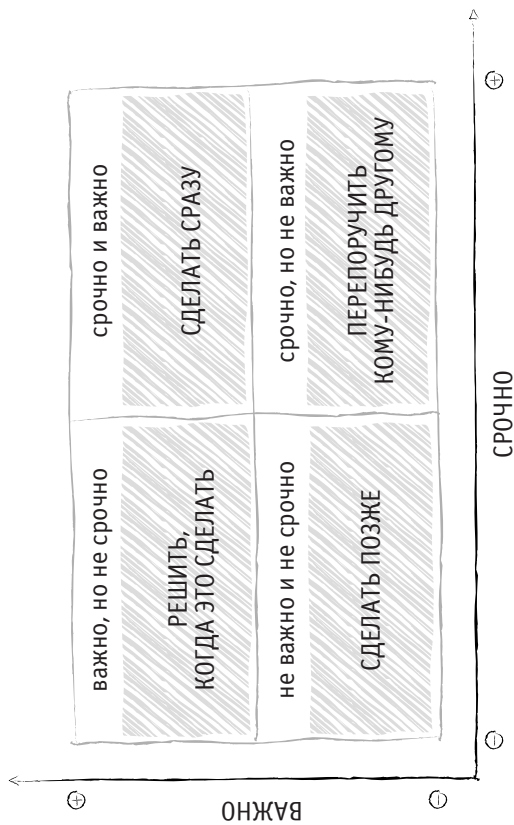 важно, но не срочно
РЕШИТЬ,
КОГДА ЭТО СДЕЛАТЬ
срочно и важно
СДЕЛАТЬ СРАЗУ
не важно и не срочно
СДЕЛАТЬ ПОЗЖЕ
срочно, но не важно
ПЕРЕПОРУЧИТЬ
КОМУ-НИБУДЬ ДРУГОМУ
ВАЖНО
СРОЧНО